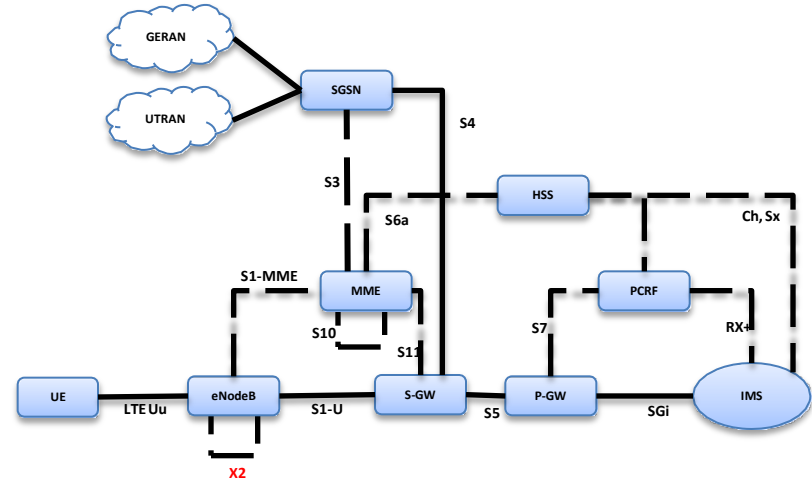 GERAN
SGSN
UTRAN
S4
S3
HSS
S6a
Ch, Sx
S1-MME
MME
PCRF
S10
S7
RX+
S11
UE
eNodeB
S-GW
P-GW
IMS
LTE Uu
S1-U
S5
SGi
X2